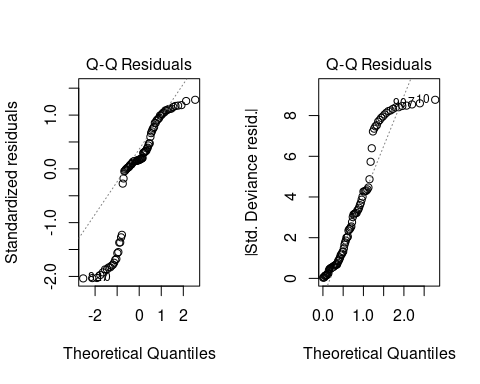 Q-Q Residuals
Standardized residuals
1.0
0.0
-1.0
-2.0
-2
0
1
2
Theoretical Quantiles
Q-Q Residuals
|Std. Deviance resid.|
8
6
4
2
0
0.0
1.0
2.0
Theoretical Quantiles